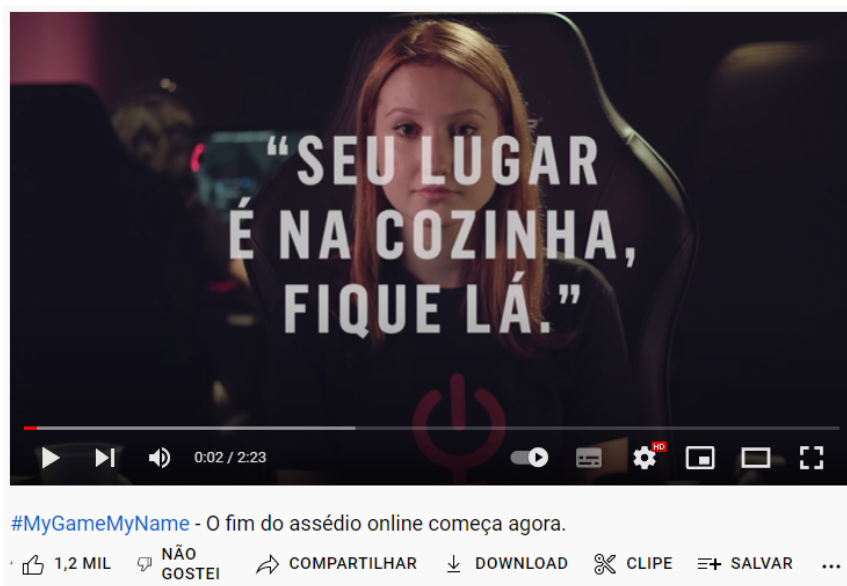 “SEU LUGAR
É NA COZINHA,
FIQUE LÁ.”
0:02 / 2:23
HD
#MyGameMyName - O fim do assédio online começa agora.
1,2 MIL
NÃO
GOSTEI
COMPARTILHAR
DOWNLOAD
CLIPE
SALVAR